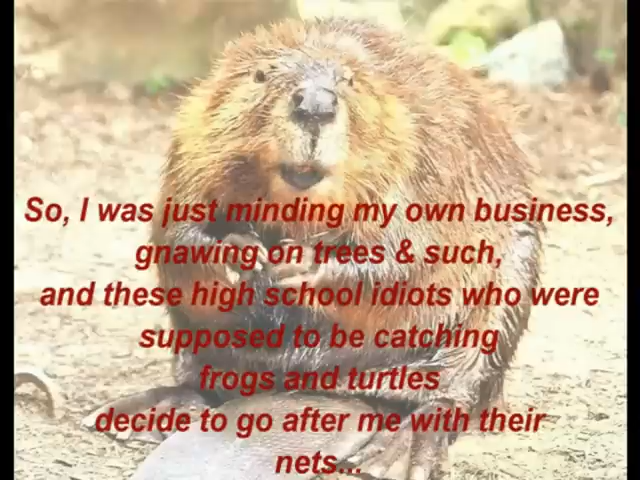 So, I was just minding my own business,
gnawing on trees & such,
and these high school idiots who were
supposed to be catching
frogs and turtles
decide to go after me with their
nets...